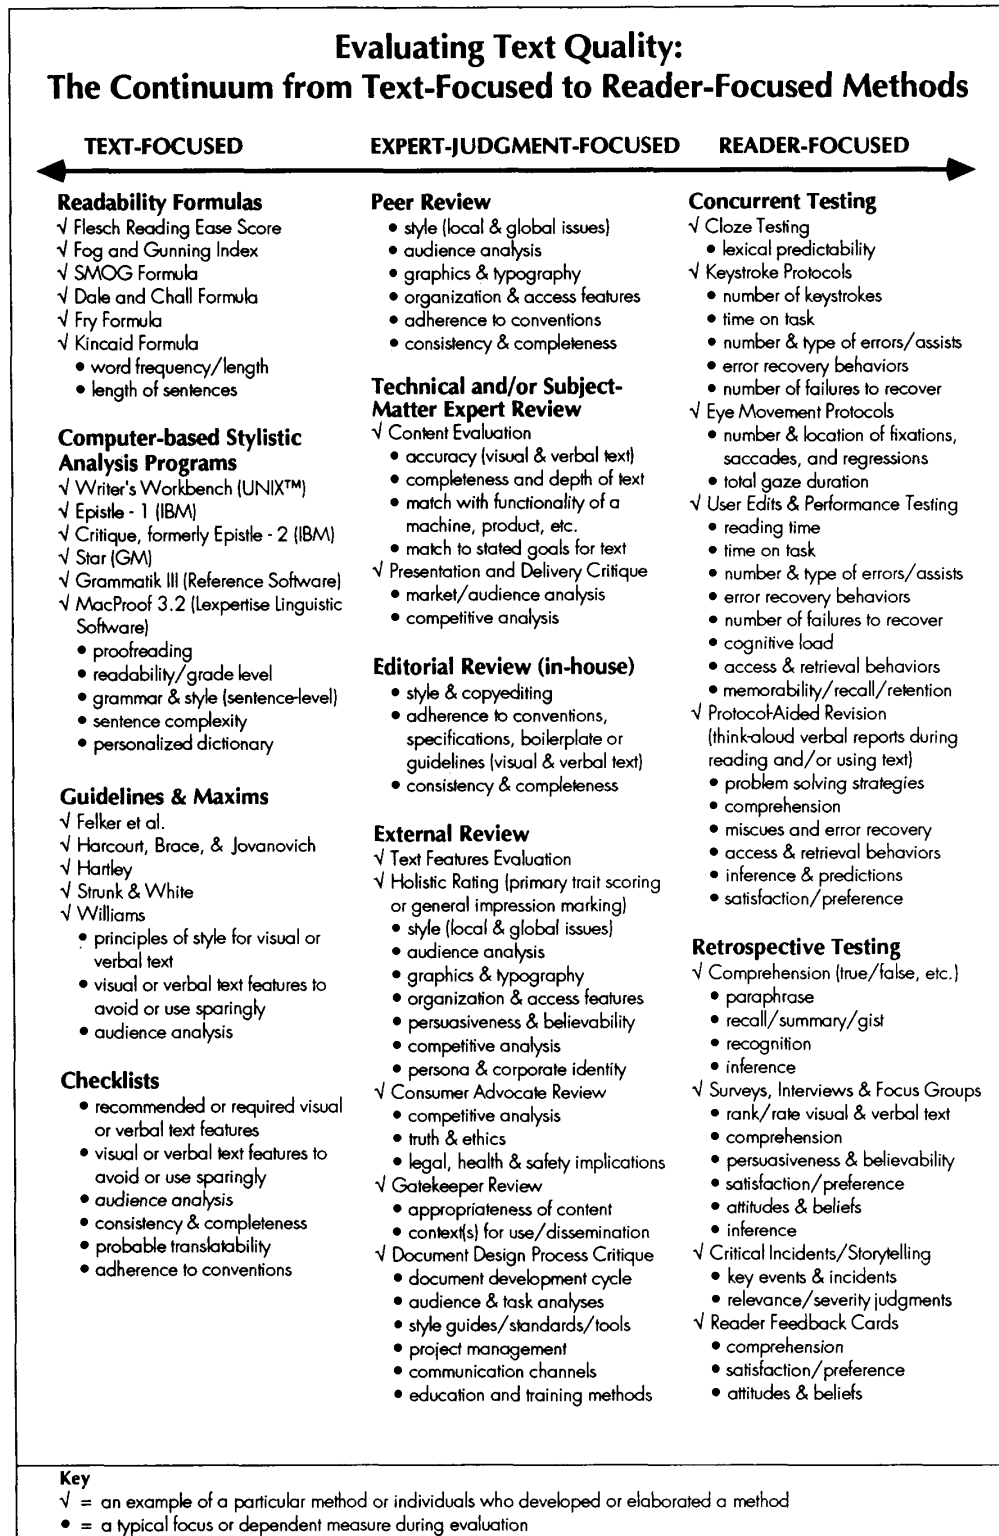 Evaluating Text Quality:
The Continuum from Text-Focused to Reader-Focused Methods
TEXT-FOCUSED
EXPERT-JUDGMENT-FOCUSED
READER-FOCUSED
Readability Formulas
√ Flesch Reading Ease Score
√ Fog and Gunning Index
√ SMOG Formula
√ Dale and Chall Formula
√ Fry Formula
√ Kincaid Formula
• word frequency/length
• length of sentences
Computer-based Stylistic
Analysis Programs
√ Writer's Workbench (UNIX™)
√ Epistle - 1 (IBM)
√ Critique, formerly Epistle - 2 (IBM)
√ Star (GM)
√ Grammatik III (Reference Software)
√ MacProof 3.2 (Lexpertise Linguistic
Software)
• proofreading
• readability/grade level
• grammar & style (sentence-level)
• sentence complexity
• personalized dictionary
Guidelines & Maxims
√ Felker et al.
√ Harcourt, Brace, & Jovanovich
√ Hartley
√ Strunk & White
√ Williams
• principles of style for visual or
verbal text
• visual or verbal text features to
avoid or use sparingly
• audience analysis
Checklists
• recommended or required visual
or verbal text features
• visual or verbal text features to
avoid or use sparingly
• audience analysis
• consistency & completeness
• probable translatability
• adherence to conventions
Peer Review
• style (local & global issues)
• audience analysis
• graphics & typography
• organization & access features
• adherence to conventions
• consistency & completeness
Technical and/or Subject-
Matter Expert Review
√ Content Evaluation
• accuracy (visual & verbal text)
• completeness and depth of text
• match with functionality of a
machine, product, etc.
• match to stated goals for text
√ Presentation and Delivery Critique
• market/audience analysis
• competitive analysis
Editorial Review (in-house)
• style & copyediting
• adherence to conventions,
specifications, boilerplate or
guidelines (visual & verbal text)
• consistency & completeness
External Review
√ Text Features Evaluation
√ Holistic Rating (primary trait scoring
or general impression marking)
• style (local & global issues)
• audience analysis
• graphics & typography
• organization & access features
• persuasiveness & believability
• competitive analysis
• persona & corporate identity
√ Consumer Advocate Review
• competitive analysis
• truth & ethics
• legal, health & safety implications
√ Gatekeeper Review
• appropriateness of content
• context(s) for use/dissemination
√ Document Design Process Critique
• document development cycle
• audience & task analyses
• style guides/standards/tools
• project management
• communication channels
• education and training methods
Concurrent Testing
√ Cloze Testing
• lexical predictability
√ Keystroke Protocols
• number of keystrokes
• time on task
• number & type of errors/assists
• error recovery behaviors
• number of failures to recover
√ Eye Movement Protocols
• number & location of fixations,
saccades, and regressions
• total gaze duration
√ User Edits & Performance Testing
• reading time
• time on task
• number & type of errors/assists
• error recovery behaviors
• number of failures to recover
• cognitive load
• access & retrieval behaviors
• memorability/recall/retention
√ Protocol-Aided Revision
(think-aloud verbal reports during
reading and/or using text)
• problem solving strategies
• comprehension
• miscues and error recovery
• access & retrieval behaviors
• inference & predictions
• satisfaction/preference
Retrospective Testing
√ Comprehension (true/false, etc.)
• paraphrase
• recall/summary/gist
• recognition
• inference
√ Surveys, Interviews & Focus Groups
• rank/rate visual & verbal text
• comprehension
• persuasiveness & believability
• satisfaction/preference
• attitudes & beliefs
• inference
√ Critical Incidents/Storytelling
• key events & incidents
• relevance/severity judgments
√ Reader Feedback Cards
• comprehension
• satisfaction/preference
• attitudes & beliefs
Key
√ = an example of a particular method or individuals who developed or elaborated a method
• = a typical focus or dependent measure during evaluation